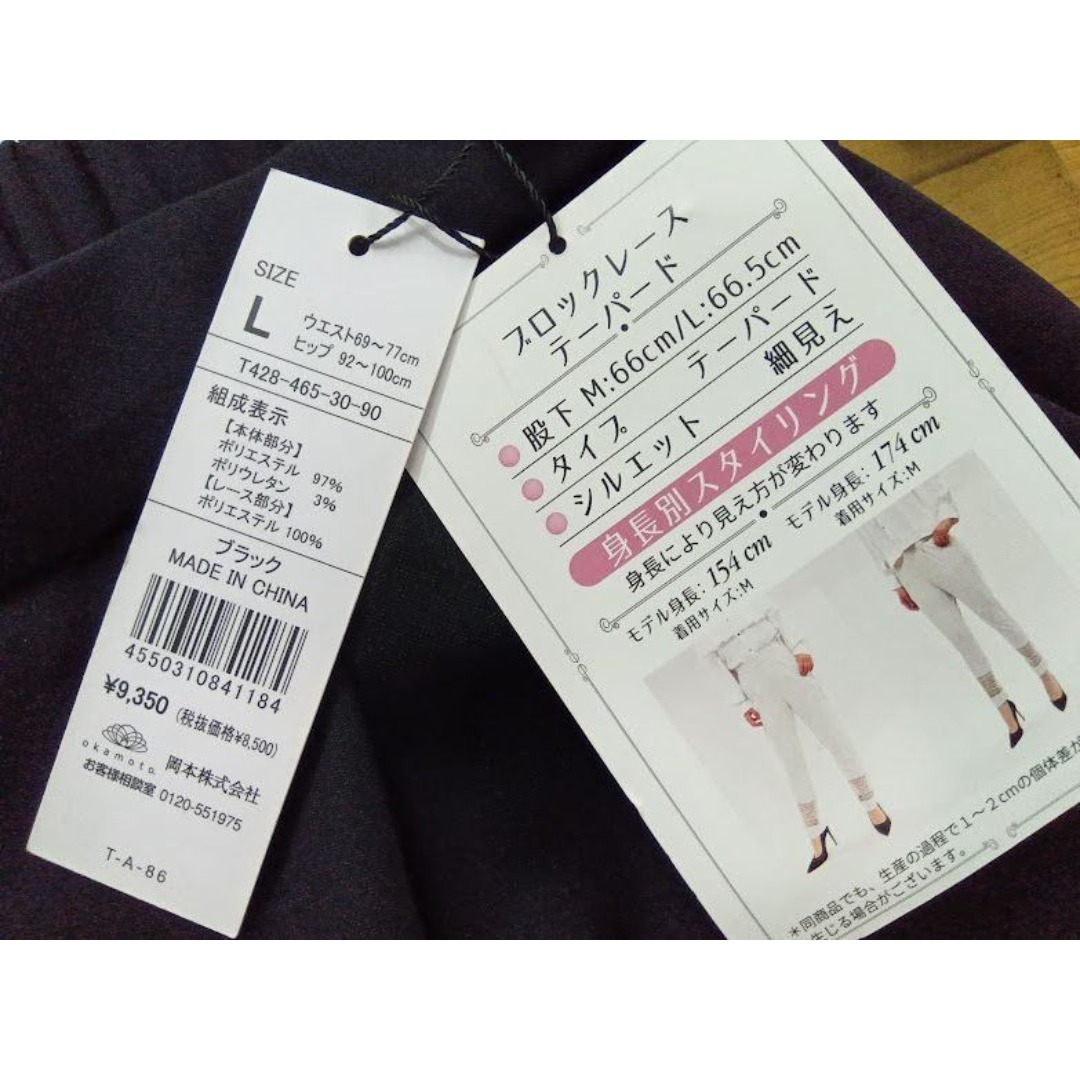 SIZE
L
ウエスト69～77cm
ヒップ 92～100cm
T428-465-30-90
組成表示
【本体部分】
ポリエステル 97%
ポリウレタン 3%
【レース部分】
ポリエステル 100%
ブラック
MADE IN CHINA
4550310841184
¥9,350 (税抜価格¥8,500)
okamoto 岡本株式会社
お客様相談室 0120-551975
T-A-86
ブロックレース
テーパード
股下 M:66cm/L:66.5cm
タイプ テーパード
シルエット 細見え
身長別スタイリング
身長により見え方が変わります
モデル身長: 154 cm
着用サイズ:M
モデル身長: 174 cm
着用サイズ:M
＊同商品でも、生産の過程で1～2cmの個体差が
生じる場合がございます。